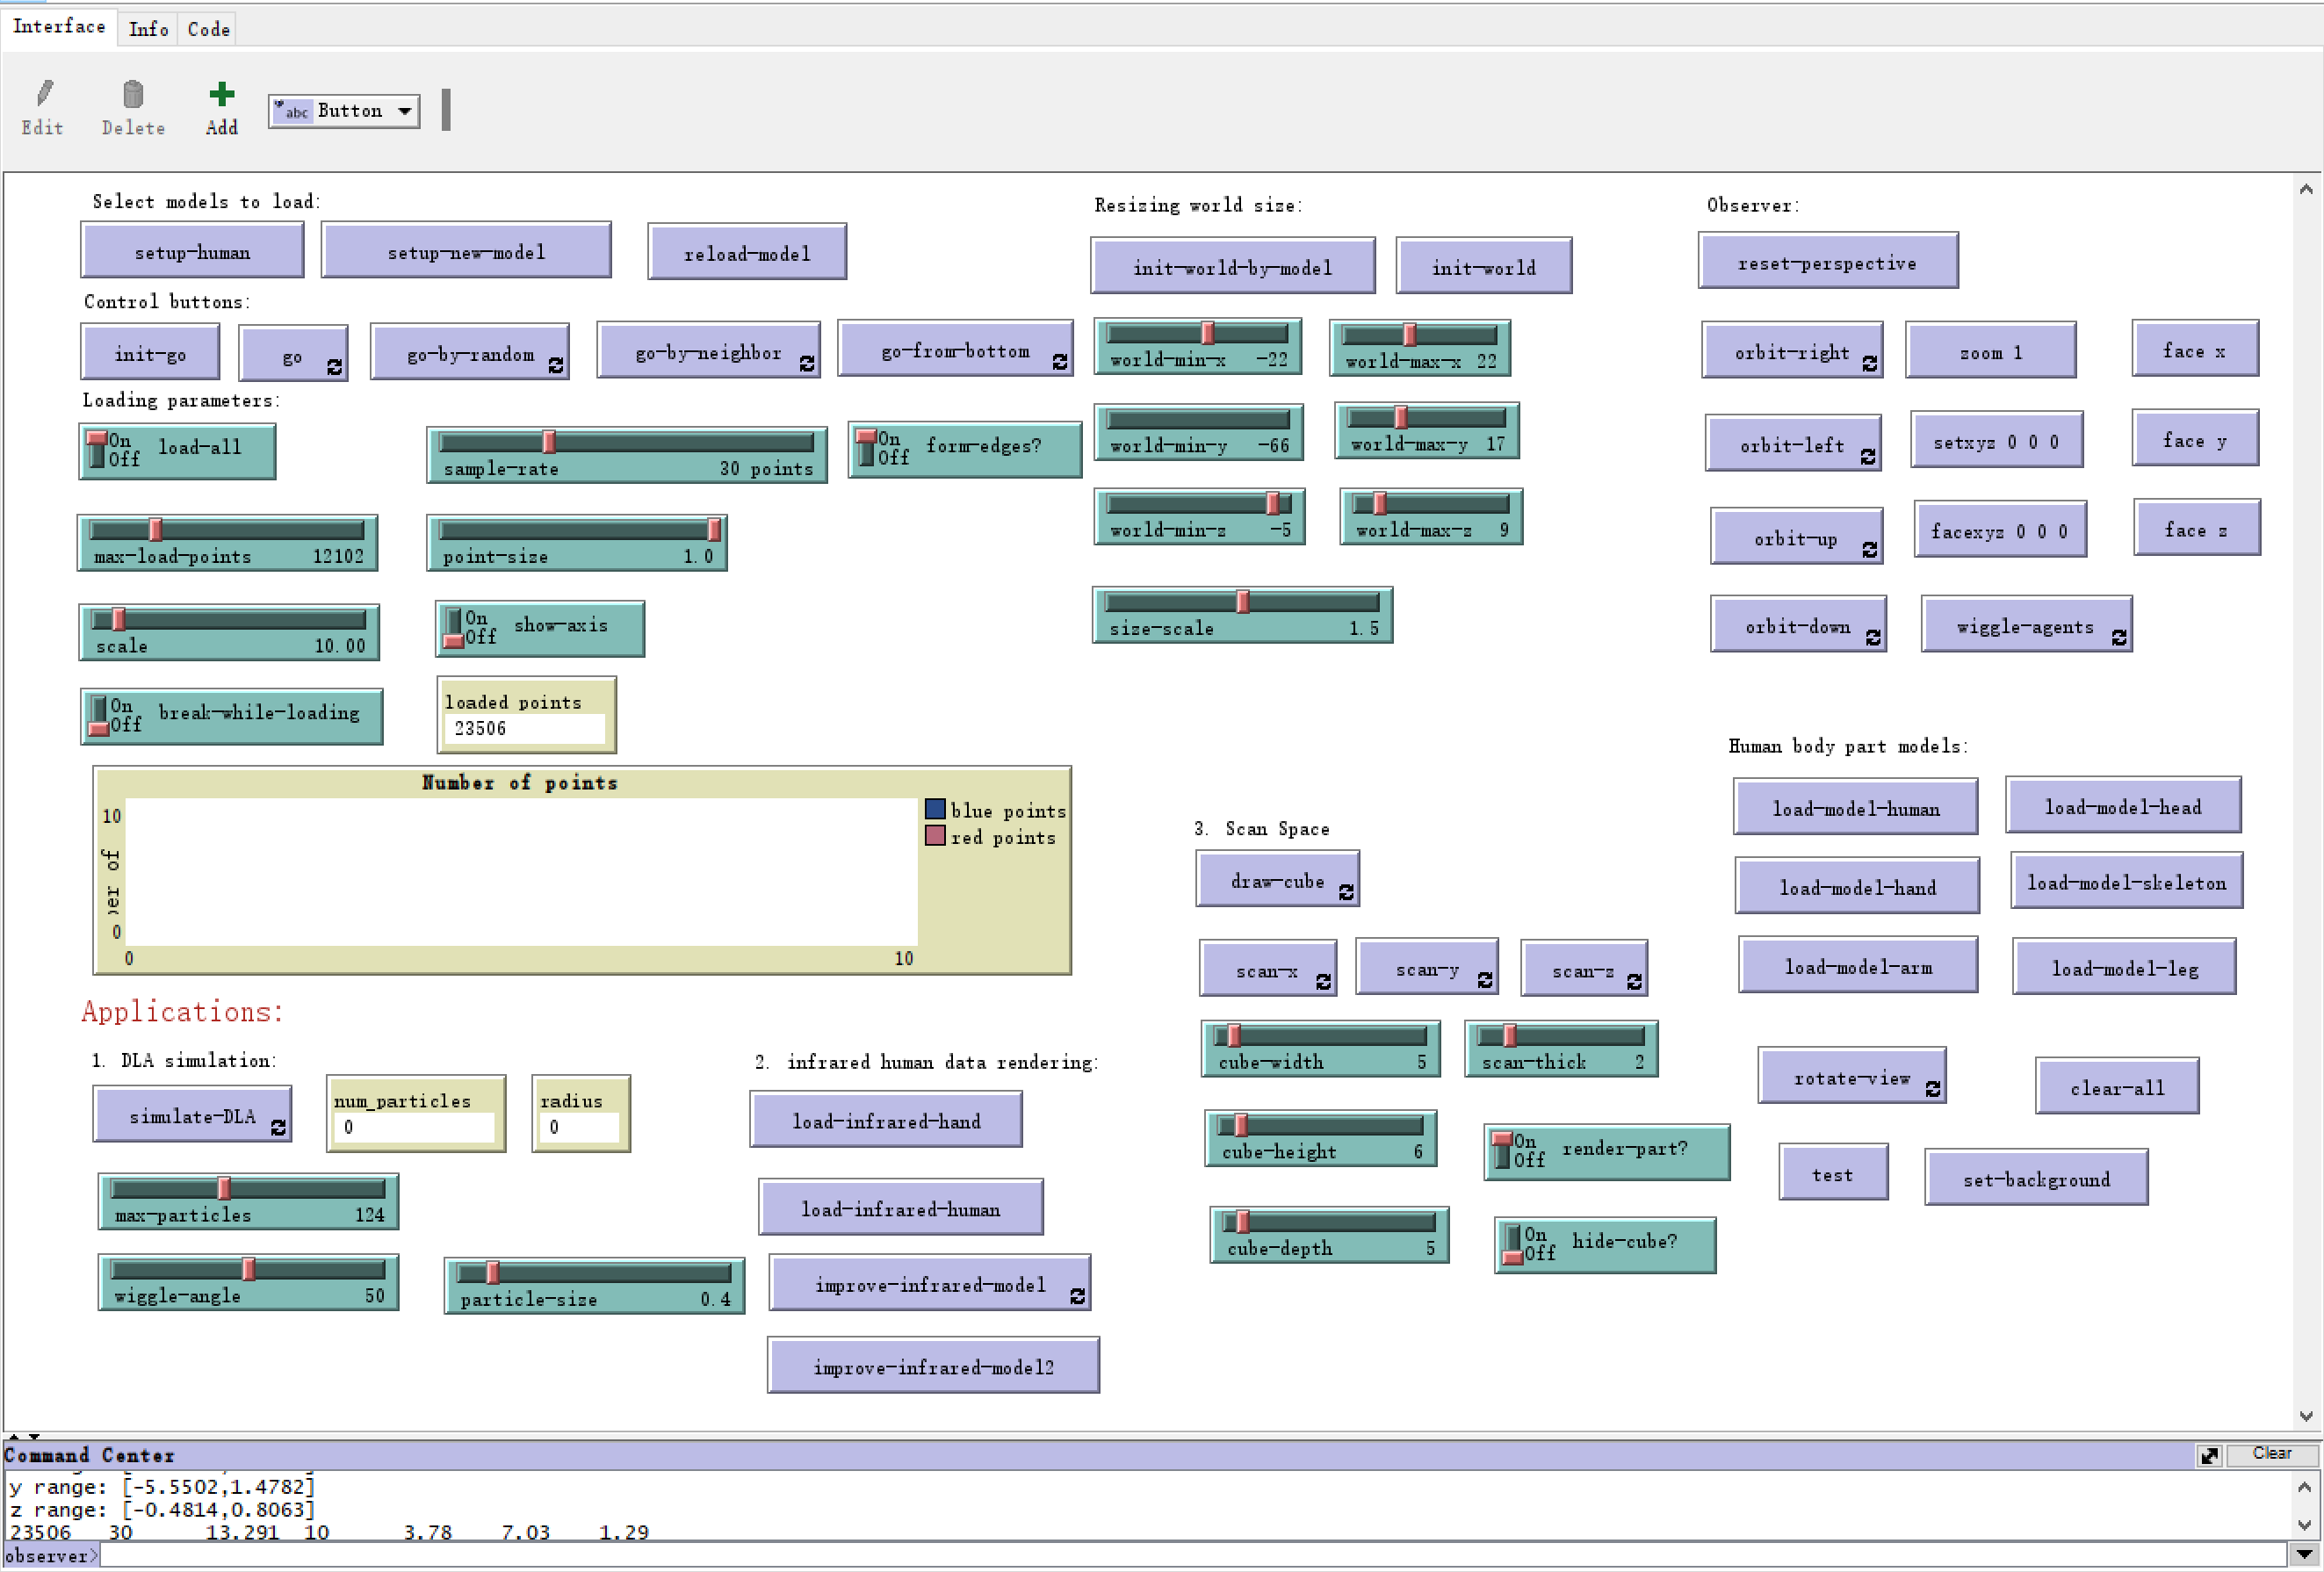 Interface Info Code
Edit Delete Add abc Button
Select models to load:
setup-human setup-new-model reload-model
Control buttons:
init-go go go-by-random go-by-neighbor go-from-bottom
Loading parameters:
On Off load-all
sample-rate 30 points
On Off form-edges?
max-load-points 12102
point-size 1.0
scale 10.00
On Off show-axis
On Off break-while-loading
loaded points
23506
Number of points
10
0
0 10
blue points
red points
Resizing world size:
init-world-by-model init-world
world-min-x -22
world-max-x 22
world-min-y -66
world-max-y 17
world-min-z -5
world-max-z 9
size-scale 1.5
Observer:
reset-perspective
orbit-right zoom 1 face x
orbit-left setxyz 0 0 0 face y
orbit-up facexyz 0 0 0 face z
orbit-down wiggle-agents
Human body part models:
load-model-human load-model-head
load-model-hand load-model-skeleton
load-model-arm load-model-leg
rotate-view clear-all
test set-background
Applications:
1. DLA simulation:
simulate-DLA
num_particles
0
radius
0
max-particles 124
wiggle-angle 50
particle-size 0.4
2. infrared human data rendering:
load-infrared-hand
load-infrared-human
improve-infrared-model
improve-infrared-model2
3. Scan Space
draw-cube
scan-x scan-y scan-z
cube-width 5
scan-thick 2
cube-height 6
On Off render-part?
cube-depth 5
On Off hide-cube?
Command Center Clear
y range: [-5.5502,1.4782]
z range: [-0.4814,0.8063]
23506 30 13.291 10 3.78 7.03 1.29
observer>